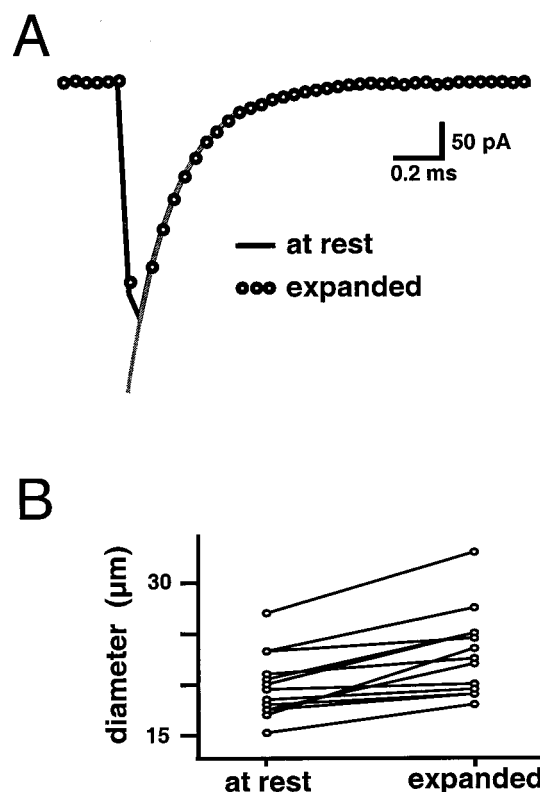 A
50 pA
0.2 ms
at rest
expanded
B
diameter (µm)
30
15
at rest expanded